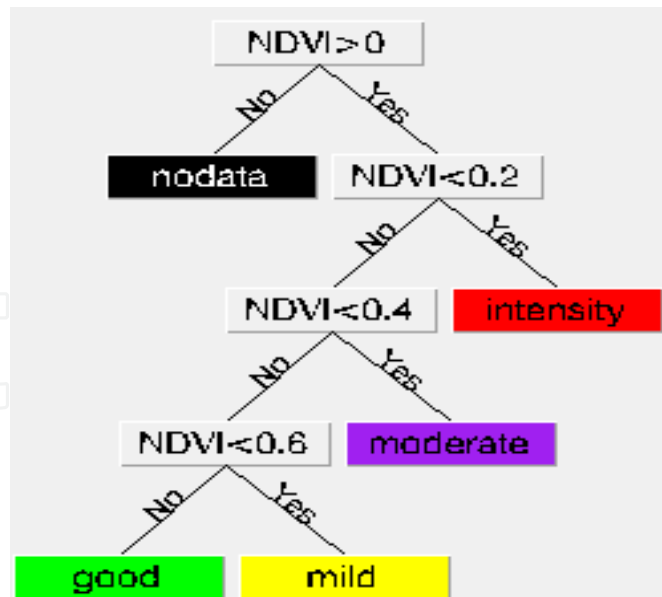 NDVI>0
No
Yes
nodata
NDVI<0.2
No
Yes
NDVI<0.4
intensity
No
Yes
NDVI<0.6
moderate
No
Yes
good
mild